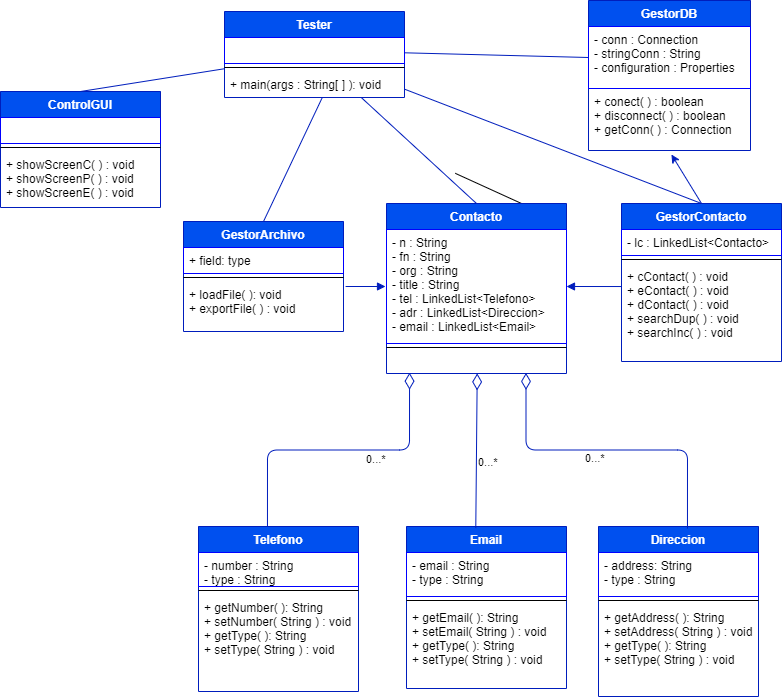 Tester
+ main(args : String[ ] ): void
GestorDB
- conn : Connection
- stringConn : String
- configuration : Properties
+ conect( ) : boolean
+ disconnect( ) : boolean
+ getConn( ) : Connection
ControlGUI
+ showScreenC( ) : void
+ showScreenP( ) : void
+ showScreenE( ) : void
GestorArchivo
+ field: type
+ loadFile( ): void
+ exportFile( ) : void
Contacto
- n : String
- fn : String
- org : String
- title : String
- tel : LinkedList<Telefono>
- adr : LinkedList<Direccion>
- email : LinkedList<Email>
GestorContacto
- lc : LinkedList<Contacto>
+ cContact( ) : void
+ eContact( ) : void
+ dContact( ) : void
+ searchDup( ) : void
+ searchInc( ) : void
0...*
0...*
0...*
Telefono
- number : String
- type : String
+ getNumber( ): String
+ setNumber( String ) : void
+ getType( ): String
+ setType( String ) : void
Email
- email : String
- type : String
+ getEmail( ): String
+ setEmail( String ) : void
+ getType( ): String
+ setType( String ) : void
Direccion
- address: String
- type : String
+ getAddress( ): String
+ setAddress( String ) : void
+ getType( ): String
+ setType( String ) : void